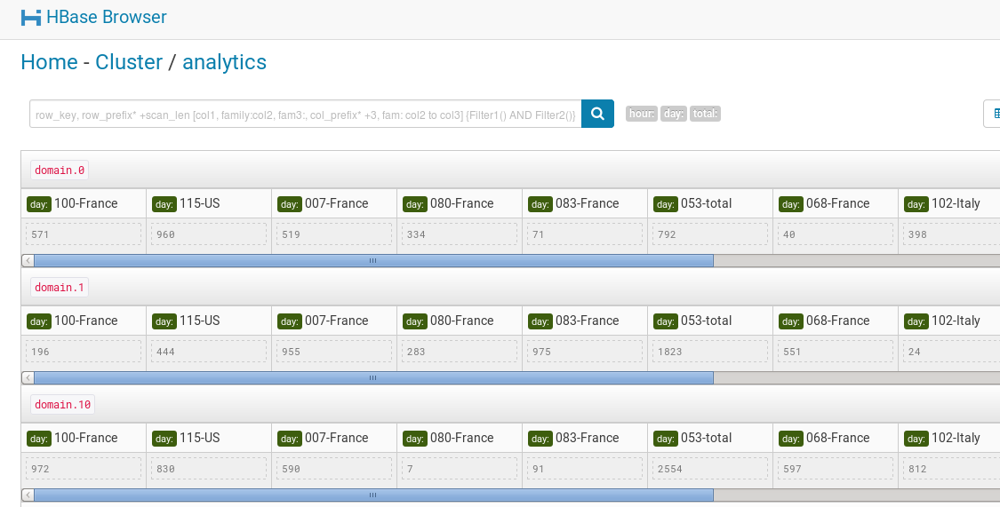 HBase Browser
Home - Cluster / analytics
row_key, row_prefix* +scan_len [col1, family:col2, fam3:, col_prefix* +3, fam: col2 to col3] {Filter1() AND Filter2()} hour: day: total:
domain.0
day: 100-France day: 115-US day: 007-France day: 080-France day: 083-France day: 053-total day: 068-France day: 102-Italy
571 960 519 334 71 792 40 398
domain.1
day: 100-France day: 115-US day: 007-France day: 080-France day: 083-France day: 053-total day: 068-France day: 102-Italy
196 444 955 283 975 1823 551 24
domain.10
day: 100-France day: 115-US day: 007-France day: 080-France day: 083-France day: 053-total day: 068-France day: 102-Italy
972 830 590 7 91 2554 597 812